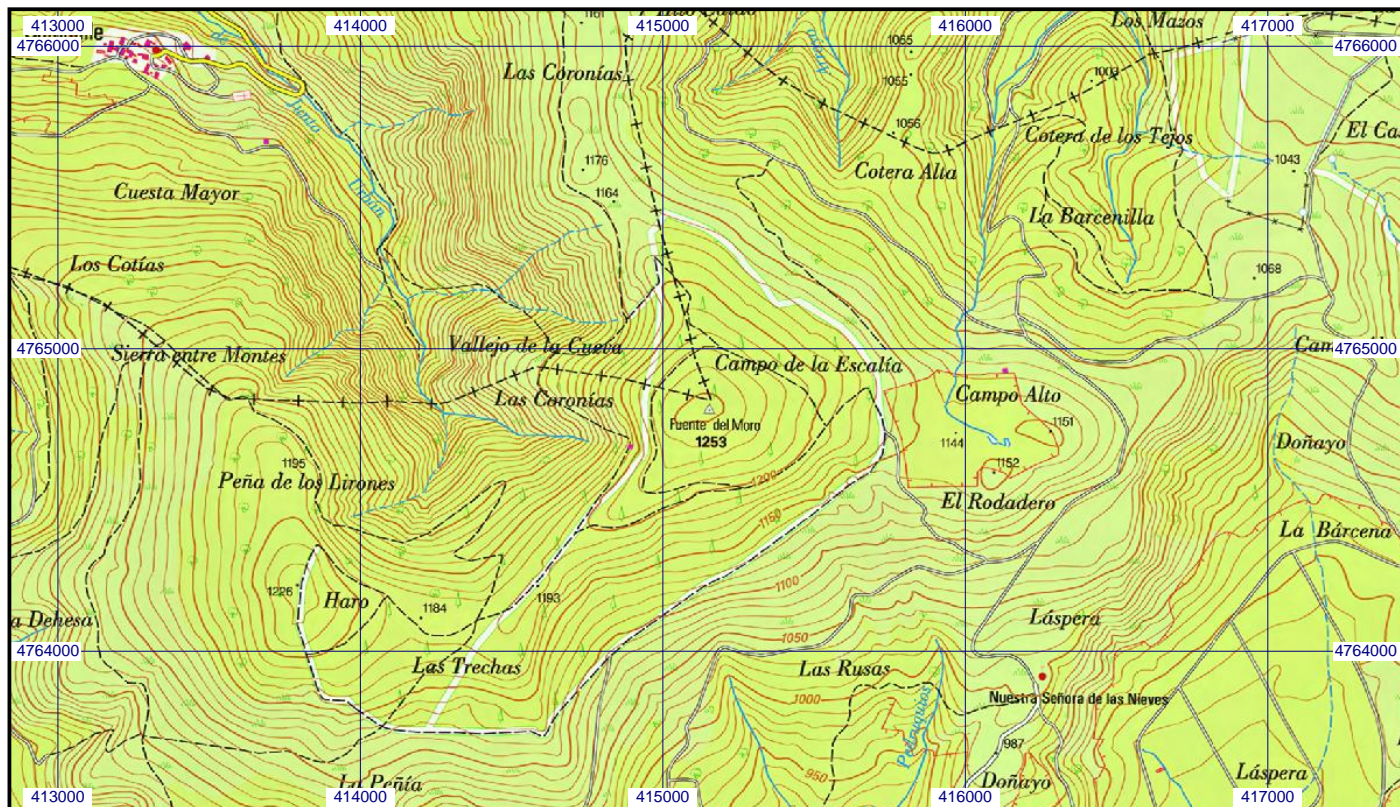 413000 414000 415000 416000 417000
1161
Los Mazos
4766000 4766000
1055
Las Coronías
1055
1003
Junto
1056
Cotera de los Tejos
El Ca
1176
1043
Cotera Alta
Cuesta Mayor
1164
Urbán
La Barcenilla
Los Cotías
1068
4765000 4765000
Sierra entre Montes
Vallejo de la Cueva
Cam
Campo de la Escalía
Las Coronías
Campo Alto
Fuente del Moro
1253
1151
1144
Doñayo
1195
1152
Peña de los Lirones
1200
El Rodadero
1150
La Bárcena
1100
1226
1193
Haro
1184
a Dehesa
Láspera
1050
4764000 4764000
Las Trechas
Las Rusas
Nuestra Señora de las Nieves
1000
987
950
Láspera
La Peñía
Doñayo
413000 414000 415000 416000 417000